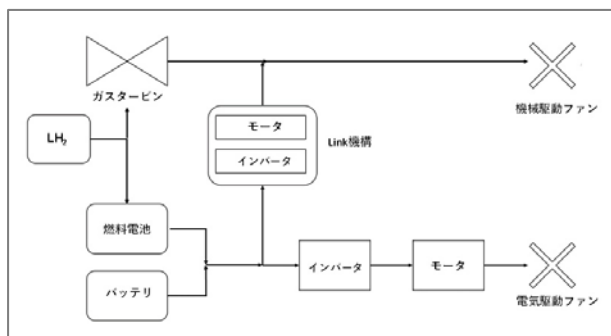 ガスタービン
機械駆動ファン
LH₂
モータ
インバータ
Link機構
燃料電池
バッテリ
インバータ
モータ
電気駆動ファン